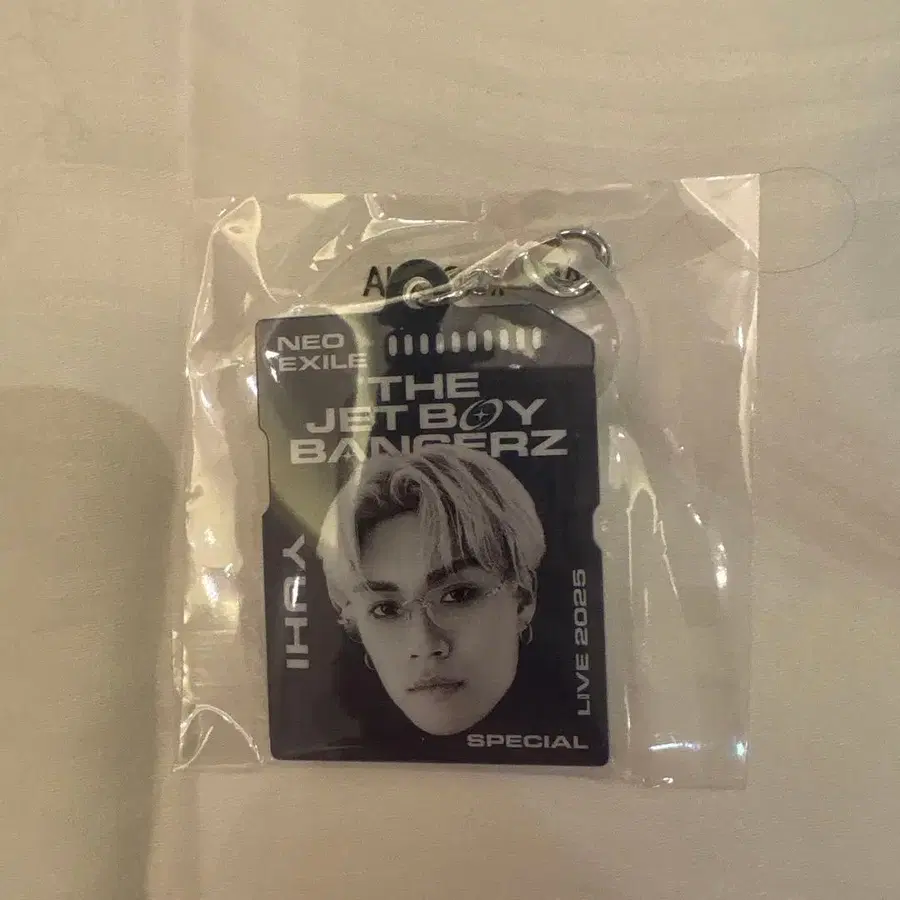 NEO
EXILE
THE
JET BOY
BANGERZ
YUHI
LIVE 2025
SPECIAL